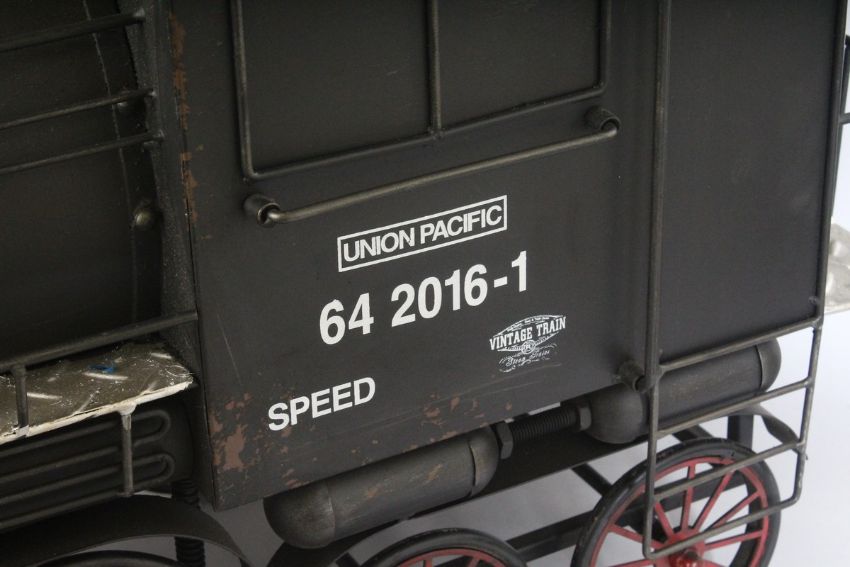 UNION PACIFIC
64 2016-1
VINTAGE TRAIN
SPEED